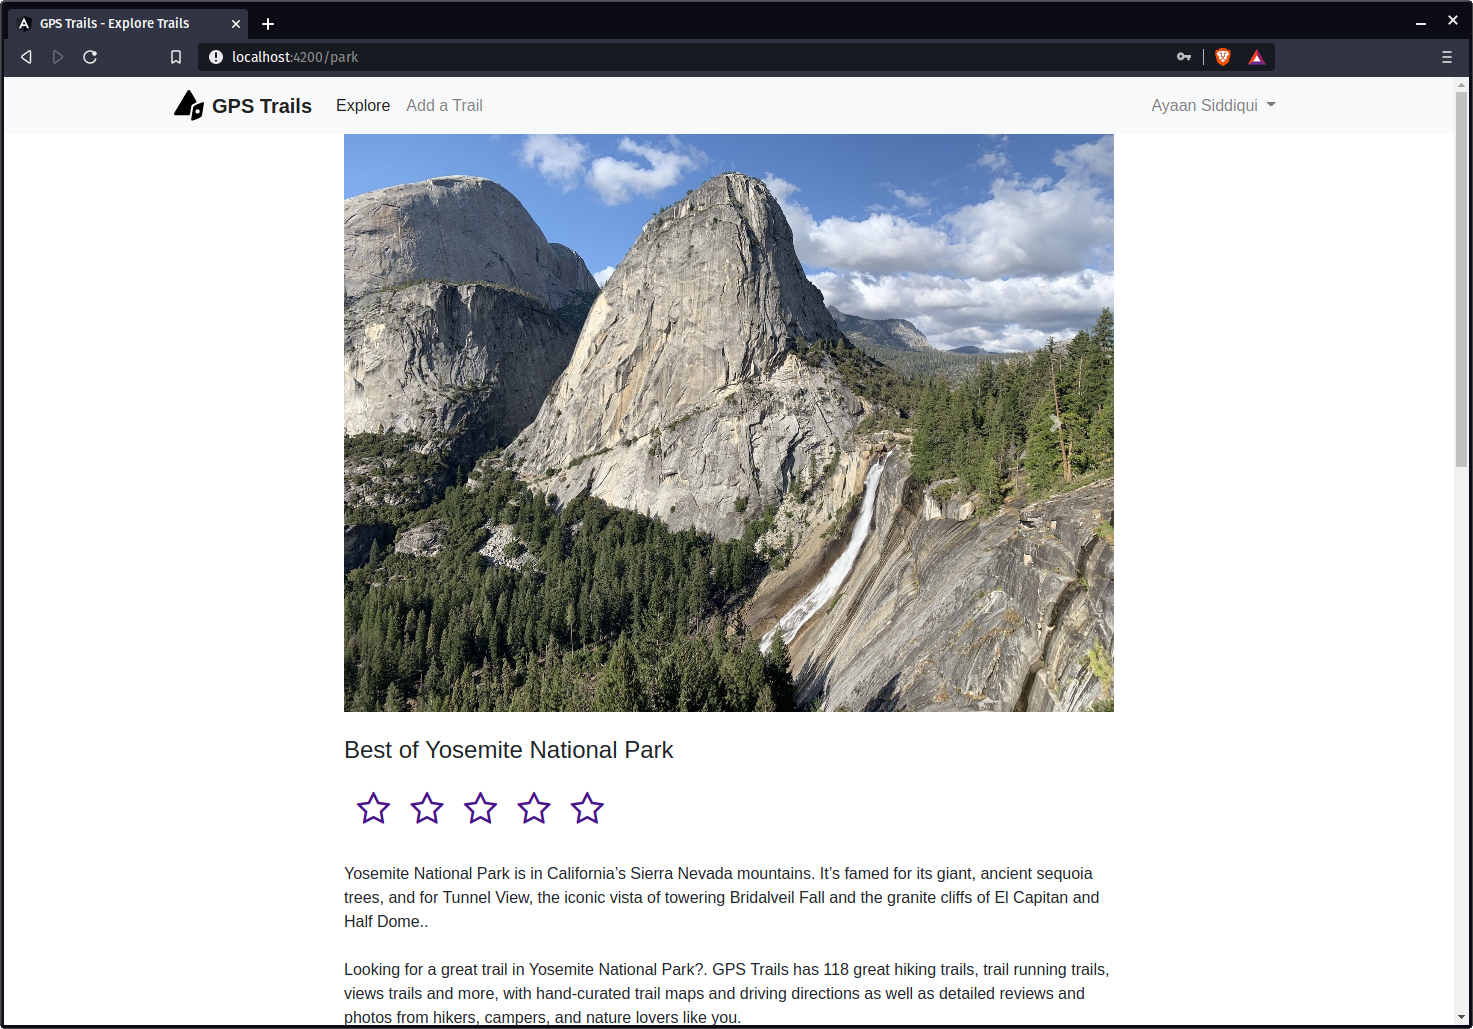 GPS Trails - Explore Trails
localhost:4200/park
GPS Trails Explore Add a Trail Ayaan Siddiqui
Best of Yosemite National Park
Yosemite National Park is in California’s Sierra Nevada mountains. It’s famed for its giant, ancient sequoia
trees, and for Tunnel View, the iconic vista of towering Bridalveil Fall and the granite cliffs of El Capitan and
Half Dome..
Looking for a great trail in Yosemite National Park?. GPS Trails has 118 great hiking trails, trail running trails,
views trails and more, with hand-curated trail maps and driving directions as well as detailed reviews and
photos from hikers, campers, and nature lovers like you.